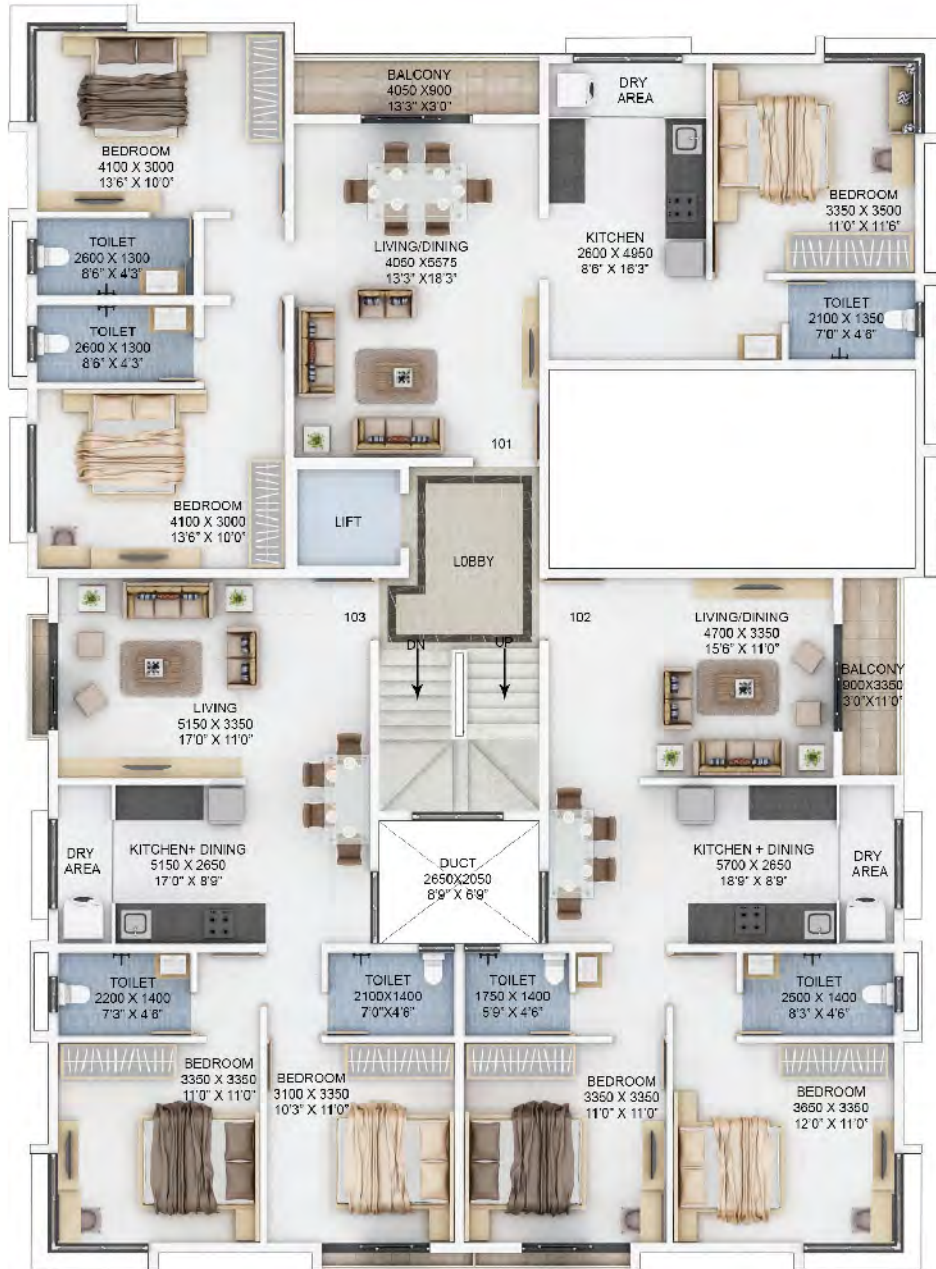 BALCONY
4050 X900
13'3" X3'0"
DRY
AREA
BEDROOM
4100 X 3000
13'6" X 10'0"
BEDROOM
3350 X 3500
11'0" X 11'6"
TOILET
2600 X 1300
8'6" X 4'3"
LIVING/DINING
4050 X5575
13'3" X18'3"
KITCHEN
2600 X 4950
8'6" X 16'3"
TOILET
2600 X 1300
8'6" X 4'3"
TOILET
2100 X 1350
7'0" X 4'6"
101
BEDROOM
4100 X 3000
13'6" X 10'0"
LIFT
LOBBY
103
102
LIVING/DINING
4700 X 3350
15'6" X 11'0"
DN
UP
BALCONY
900X3350
3'0"X11'0"
LIVING
5150 X 3350
17'0" X 11'0"
DRY
AREA
KITCHEN+ DINING
5150 X 2650
17'0" X 8'9"
DUCT
2650X2050
8'9" X 6'9"
KITCHEN + DINING
5700 X 2650
18'9" X 8'9"
DRY
AREA
TOILET
2200 X 1400
7'3" X 4'6"
TOILET
2100X1400
7'0"X4'6"
TOILET
1750 X 1400
5'9" X 4'6"
TOILET
2500 X 1400
8'3" X 4'6"
BEDROOM
3350 X 3350
11'0" X 11'0"
BEDROOM
3100 X 3350
10'3" X 11'0"
BEDROOM
3350 X 3350
11'0" X 11'0"
BEDROOM
3650 X 3350
12'0" X 11'0"